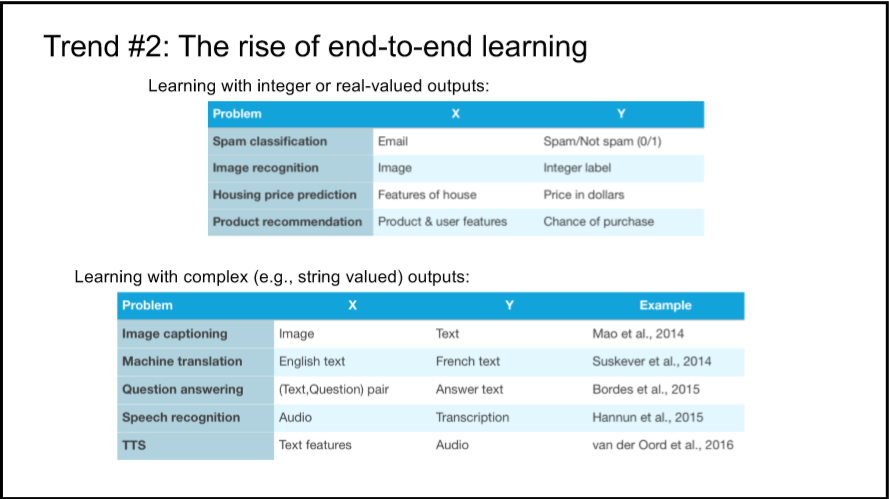 Trend #2: The rise of end-to-end learning
Learning with integer or real-valued outputs:
Problem X Y
Spam classification Email Spam/Not spam (0/1)
Image recognition Image Integer label
Housing price prediction Features of house Price in dollars
Product recommendation Product & user features Chance of purchase
Learning with complex (e.g., string valued) outputs:
Problem X Y Example
Image captioning Image Text Mao et al., 2014
Machine translation English text French text Suskever et al., 2014
Question answering (Text,Question) pair Answer text Bordes et al., 2015
Speech recognition Audio Transcription Hannun et al., 2015
TTS Text features Audio van der Oord et al., 2016